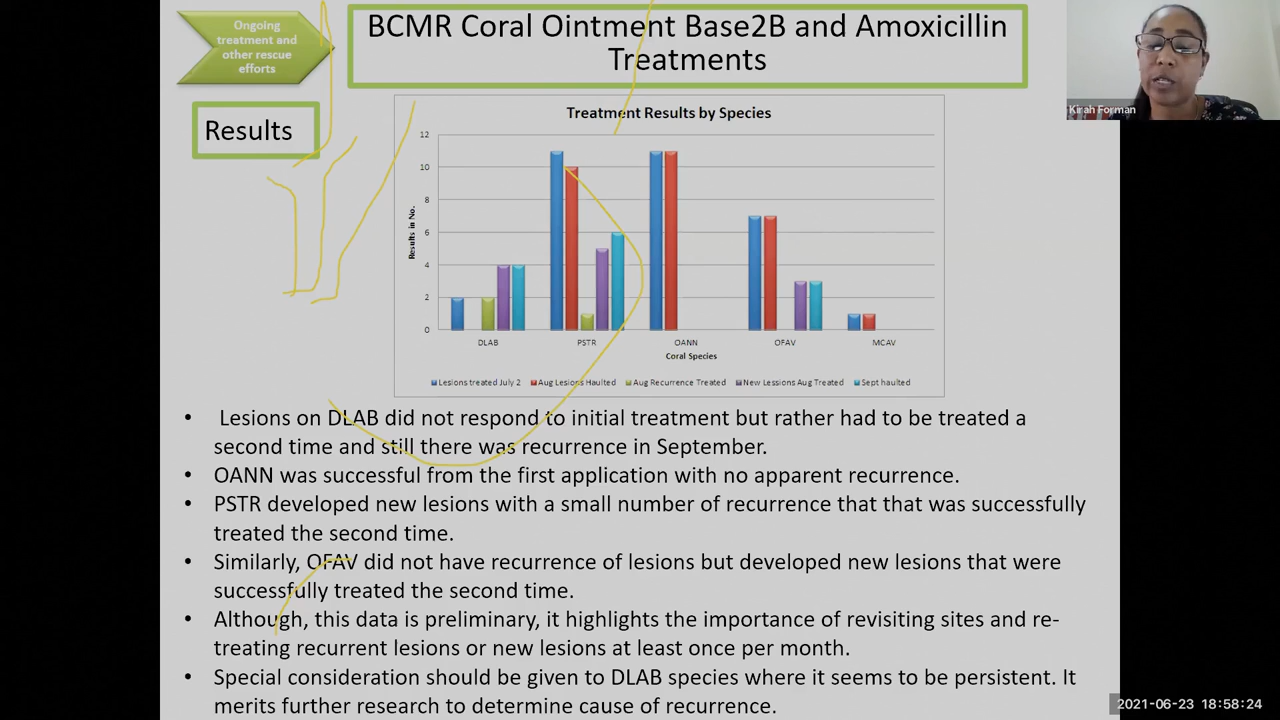 Ongoing
treatment and
other rescue
efforts
BCMR Coral Ointment Base2B and Amoxicillin
Treatments
Kirah Forman
Results
Treatment Results by Species
12
10
8
6
4
2
0
Results in No.
DLAB PSTR OANN OFAV MCAV
Coral Species
Lesions treated July 2 Aug Lesions Haulted Aug Recurrence Treated New Lesions Aug Treated Sept haulted
• Lesions on DLAB did not respond to initial treatment but rather had to be treated a
second time and still there was recurrence in September.
• OANN was successful from the first application with no apparent recurrence.
• PSTR developed new lesions with a small number of recurrence that that was successfully
treated the second time.
• Similarly, OFAV did not have recurrence of lesions but developed new lesions that were
successfully treated the second time.
• Although, this data is preliminary, it highlights the importance of revisiting sites and re-
treating recurrent lesions or new lesions at least once per month.
• Special consideration should be given to DLAB species where it seems to be persistent. It
merits further research to determine cause of recurrence.
2021-06-23 18:58:24